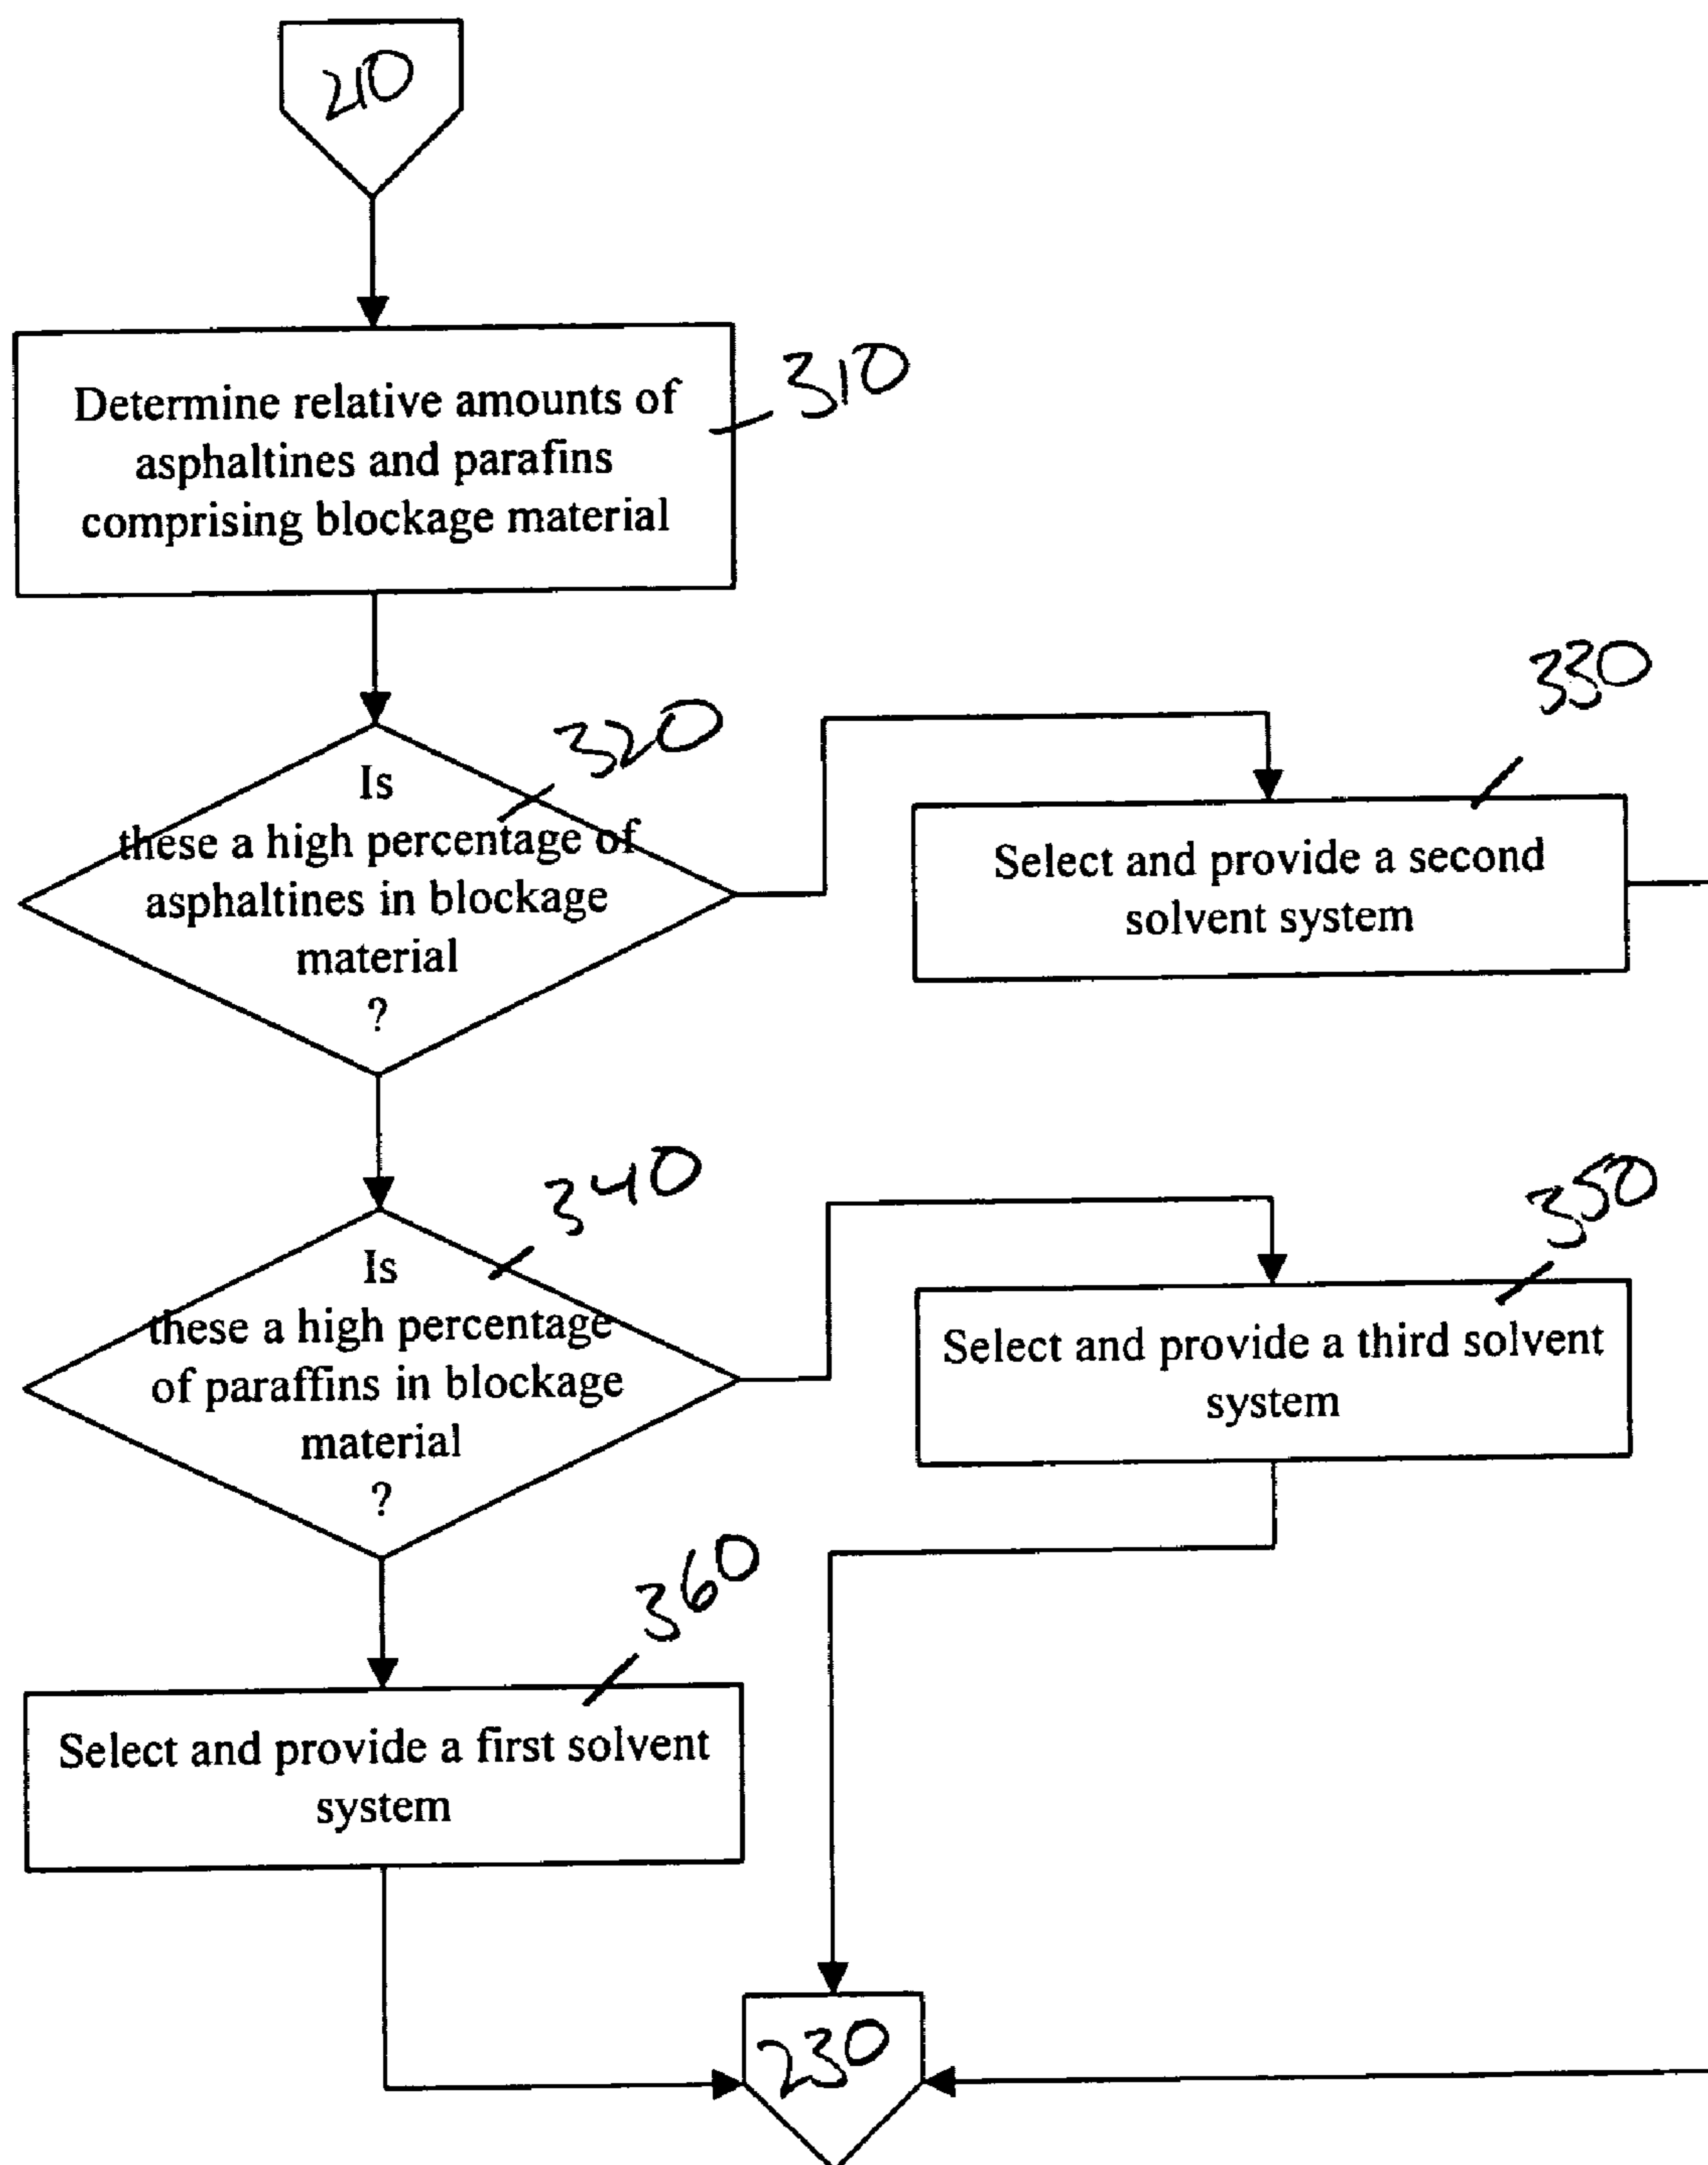 210
Determine relative amounts of
asphaltines and parafins
comprising blockage material
310
320
Is
these a high percentage of
asphaltines in blockage
material
?
330
Select and provide a second
solvent system
340
Is
these a high percentage
of paraffins in blockage
material
?
350
Select and provide a third solvent
system
360
Select and provide a first solvent
system
230